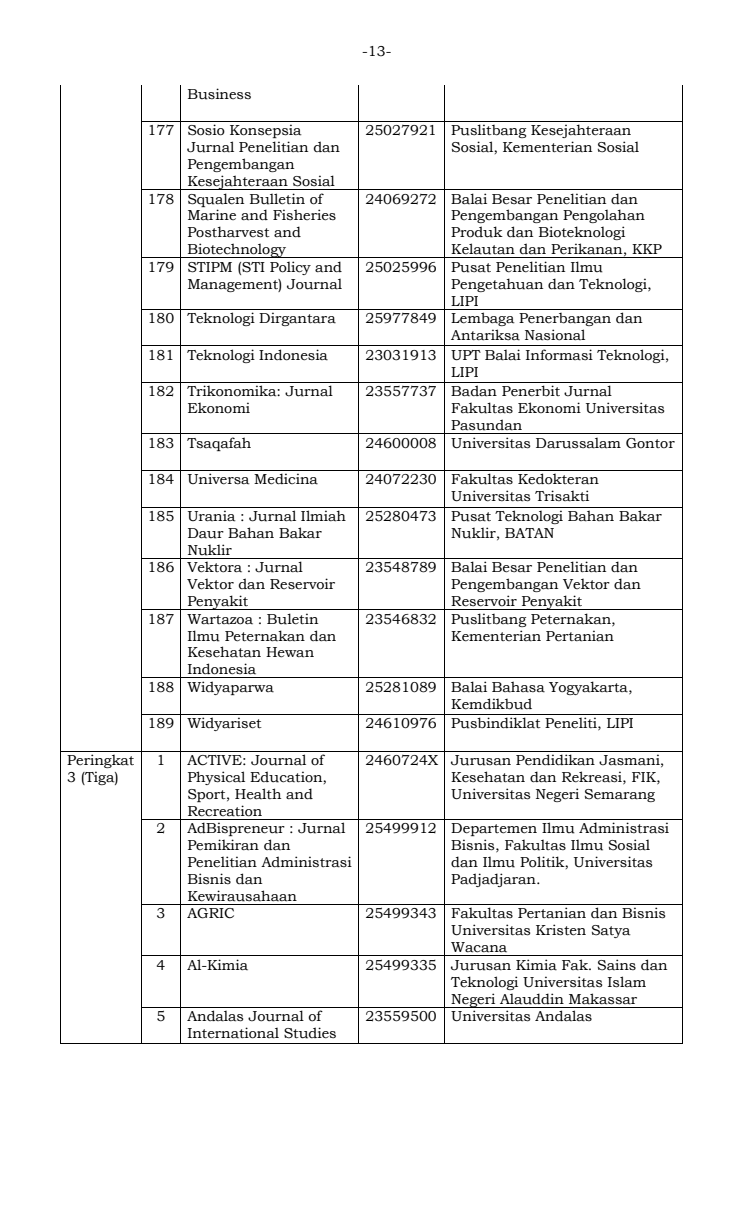 -13-
Business
177 Sosio Konsepsia 25027921 Puslitbang Kesejahteraan
Jurnal Penelitian dan Sosial, Kementerian Sosial
Pengembangan
Kesejahteraan Sosial
178 Squalen Bulletin of 24069272 Balai Besar Penelitian dan
Marine and Fisheries Pengembangan Pengolahan
Postharvest and Produk dan Bioteknologi
Biotechnology Kelautan dan Perikanan, KKP
179 STIPM (STI Policy and 25025996 Pusat Penelitian Ilmu
Management) Journal Pengetahuan dan Teknologi,
LIPI
180 Teknologi Dirgantara 25977849 Lembaga Penerbangan dan
Antariksa Nasional
181 Teknologi Indonesia 23031913 UPT Balai Informasi Teknologi,
LIPI
182 Trikonomika: Jurnal 23557737 Badan Penerbit Jurnal
Ekonomi Fakultas Ekonomi Universitas
Pasundan
183 Tsaqafah 24600008 Universitas Darussalam Gontor
184 Universa Medicina 24072230 Fakultas Kedokteran
Universitas Trisakti
185 Urania : Jurnal Ilmiah 25280473 Pusat Teknologi Bahan Bakar
Daur Bahan Bakar Nuklir, BATAN
Nuklir
186 Vektora : Jurnal 23548789 Balai Besar Penelitian dan
Vektor dan Reservoir Pengembangan Vektor dan
Penyakit Reservoir Penyakit
187 Wartazoa : Buletin 23546832 Puslitbang Peternakan,
Ilmu Peternakan dan Kementerian Pertanian
Kesehatan Hewan
Indonesia
188 Widyaparwa 25281089 Balai Bahasa Yogyakarta,
Kemdikbud
189 Widyariset 24610976 Pusbindiklat Peneliti, LIPI
Peringkat 1 ACTIVE: Journal of 2460724X Jurusan Pendidikan Jasmani,
3 (Tiga) Physical Education, Kesehatan dan Rekreasi, FIK,
Sport, Health and Universitas Negeri Semarang
Recreation
2 AdBispreneur : Jurnal 25499912 Departemen Ilmu Administrasi
Pemikiran dan Bisnis, Fakultas Ilmu Sosial
Penelitian Administrasi dan Ilmu Politik, Universitas
Bisnis dan Padjadjaran.
Kewirausahaan
3 AGRIC 25499343 Fakultas Pertanian dan Bisnis
Universitas Kristen Satya
Wacana
4 Al-Kimia 25499335 Jurusan Kimia Fak. Sains dan
Teknologi Universitas Islam
Negeri Alauddin Makassar
5 Andalas Journal of 23559500 Universitas Andalas
International Studies